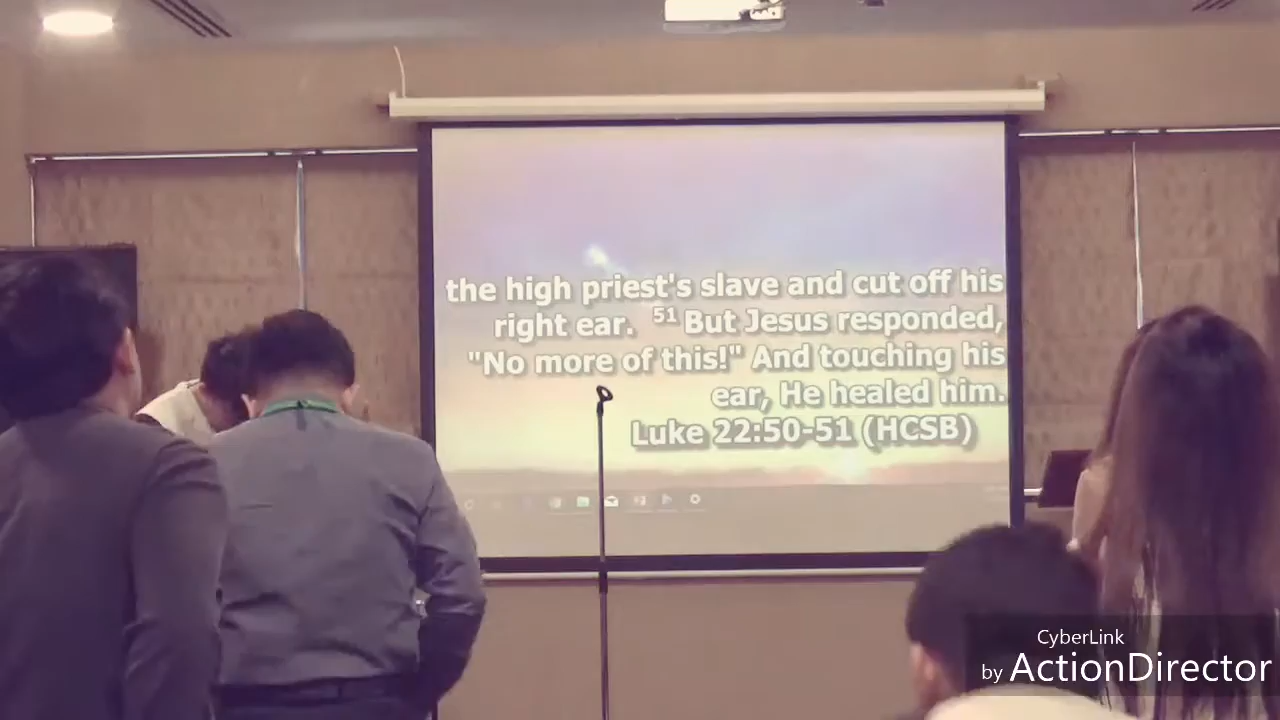 the high priest's slave and cut off his
right ear. 51 But Jesus responded,
"No more of this!" And touching his
ear, He healed him.
Luke 22:50-51 (HCSB)
CyberLink
by ActionDirector